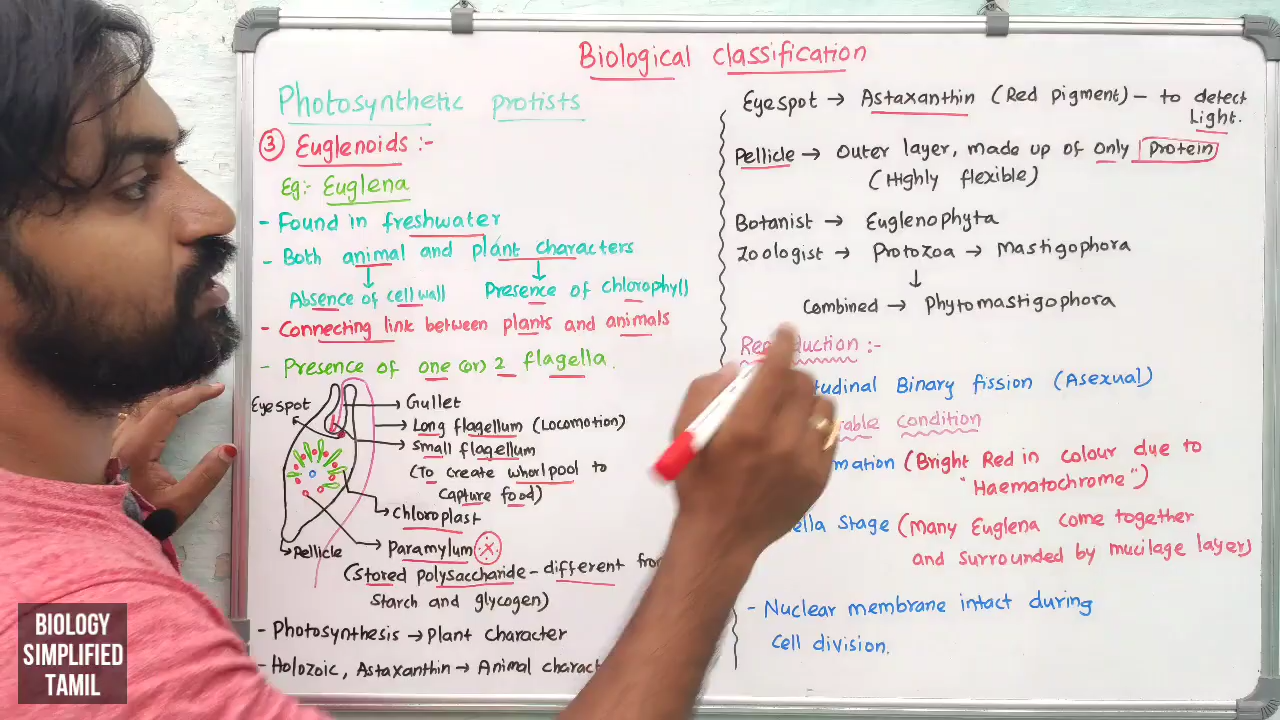 Biological classification
Photosynthetic protists
③ Euglenoids :-
Eg:- Euglena
- Found in freshwater
- Both animal and plant characters
Absence of cell wall
Presence of chlorophyll
- Connecting link between plants and animals
- Presence of one (or) 2 flagella.
Eyespot
→ Gullet
→ Long flagellum (Locomotion)
→ Small flagellum
(To create whorlpool to
capture food)
→ Chloroplast
→ Pellicle
→ Paramylum
(Stored polysaccharide - different
Starch and glycogen)
- Photosynthesis → Plant character
- Holozoic, Astaxanthin → Animal
Eyespot → Astaxanthin (Red pigment) - to detect
Light.
Pellicle → Outer layer, made up of only Protein
(Highly flexible)
Botanist → Euglenophyta
Zoologist → Protozoa → Mastigophora
↓
Combined → Phytomastigophora
:-
Binary fission (Asexual)
condition
(Bright Red in colour due to
"Haematochrome")
Stage (many Euglena come together
and surrounded by mucilage layer)
- Nuclear membrane intact during
Cell division.
BIOLOGY
SIMPLIFIED
TAMIL